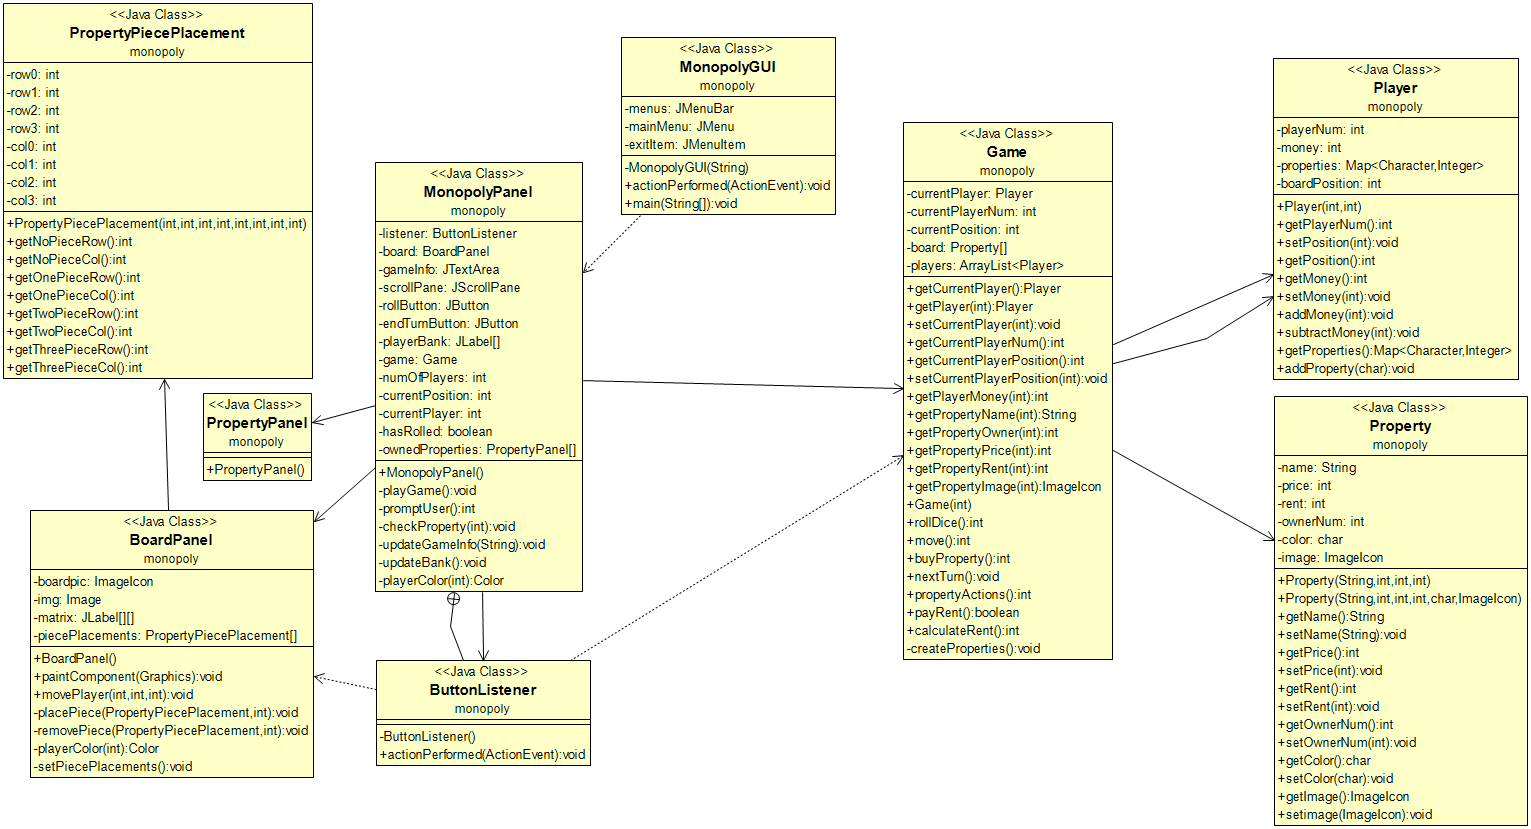 <<Java Class>>
PropertyPiecePlacement
monopoly
-row0: int
-row1: int
-row2: int
-row3: int
-col0: int
-col1: int
-col2: int
-col3: int
+PropertyPiecePlacement(int,int,int,int,int,int,int,int)
+getNoPieceRow():int
+getNoPieceCol():int
+getOnePieceRow():int
+getOnePieceCol():int
+getTwoPieceRow():int
+getTwoPieceCol():int
+getThreePieceRow():int
+getThreePieceCol():int
<<Java Class>>
PropertyPanel
monopoly
+PropertyPanel()
<<Java Class>>
BoardPanel
monopoly
-boardpic: ImageIcon
-img: Image
-matrix: JLabel[][]
-piecePlacements: PropertyPiecePlacement[]
+BoardPanel()
+paintComponent(Graphics):void
+movePlayer(int,int,int):void
-placePiece(PropertyPiecePlacement,int):void
-removePiece(PropertyPiecePlacement,int):void
-playerColor(int):Color
-setPiecePlacements():void
<<Java Class>>
MonopolyPanel
monopoly
-listener: ButtonListener
-board: BoardPanel
-gameInfo: JTextArea
-scrollPane: JScrollPane
-rollButton: JButton
-endTurnButton: JButton
-playerBank: JLabel[]
-game: Game
-numOfPlayers: int
-currentPosition: int
-currentPlayer: int
-hasRolled: boolean
-ownedProperties: PropertyPanel[]
+MonopolyPanel()
-playGame():void
-promptUser():int
-checkProperty(int):void
-updateGameInfo(String):void
-updateBank():void
-playerColor(int):Color
<<Java Class>>
ButtonListener
monopoly
-ButtonListener()
+actionPerformed(ActionEvent):void
<<Java Class>>
MonopolyGUI
monopoly
-menus: JMenuBar
-mainMenu: JMenu
-exitItem: JMenuItem
-MonopolyGUI(String)
+actionPerformed(ActionEvent):void
+main(String[]):void
<<Java Class>>
Game
monopoly
-currentPlayer: Player
-currentPlayerNum: int
-currentPosition: int
-board: Property[]
-players: ArrayList<Player>
+getCurrentPlayer():Player
+getPlayer(int):Player
+setCurrentPlayer(int):void
+getCurrentPlayerNum():int
+getCurrentPlayerPosition():int
+setCurrentPlayerPosition(int):void
+getPlayerMoney(int):int
+getPropertyName(int):String
+getPropertyOwner(int):int
+getPropertyPrice(int):int
+getPropertyRent(int):int
+getPropertyImage(int):ImageIcon
+Game(int)
+rollDice():int
+move():int
+buyProperty():int
+nextTurn():void
+propertyActions():int
+payRent():boolean
+calculateRent():int
-createProperties():void
<<Java Class>>
Player
monopoly
-playerNum: int
-money: int
-properties: Map<Character,Integer>
-boardPosition: int
+Player(int,int)
+getPlayerNum():int
+setPosition(int):void
+getPosition():int
+getMoney():int
+setMoney(int):void
+addMoney(int):void
+subtractMoney(int):void
+getProperties():Map<Character,Integer>
+addProperty(char):void
<<Java Class>>
Property
monopoly
-name: String
-price: int
-rent: int
-ownerNum: int
-color: char
-image: ImageIcon
+Property(String,int,int,int)
+Property(String,int,int,int,char,ImageIcon)
+getName():String
+setName(String):void
+getPrice():int
+setPrice(int):void
+getRent():int
+setRent(int):void
+getOwnerNum():int
+setOwnerNum(int):void
+getColor():char
+setColor(char):void
+getImage():ImageIcon
+setimage(ImageIcon):void